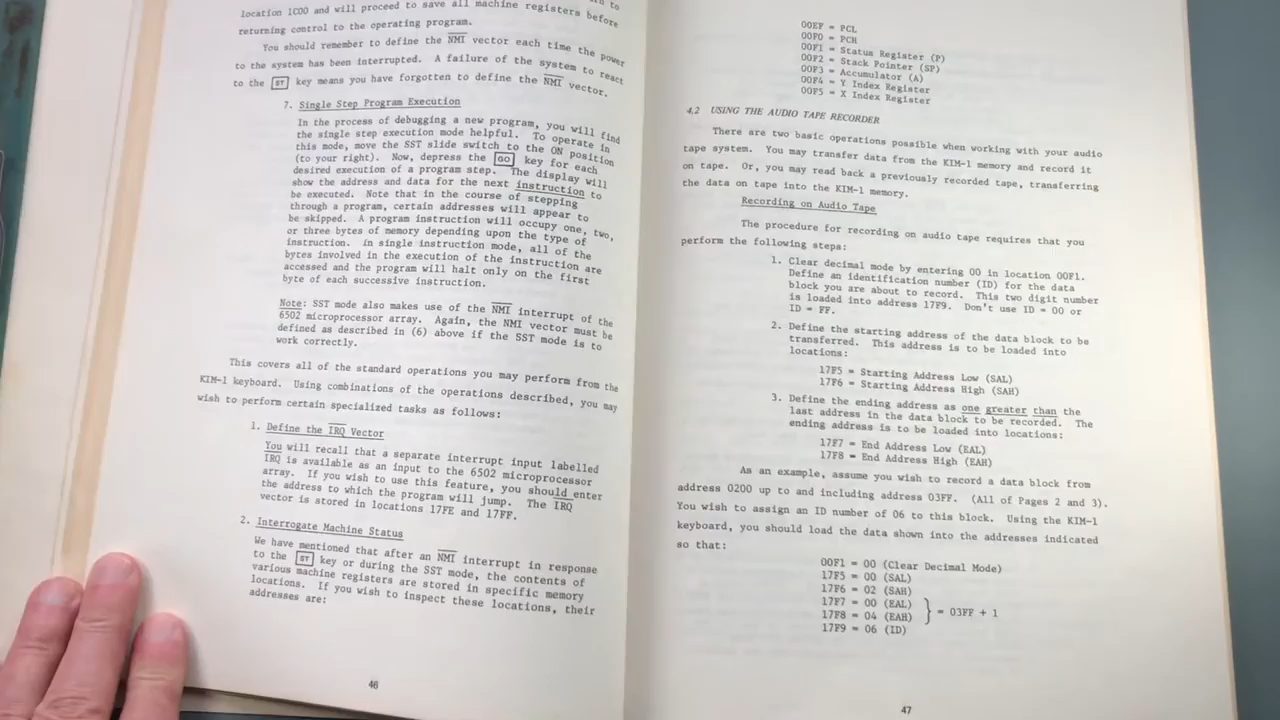 location 1C00 and will proceed to save all machine registers before
returning control to the operating program.
You should remember to define the NMI vector each time the power
to the system has been interrupted. A failure of the system to react
to the ST key means you have forgotten to define the NMI vector.
7. Single Step Program Execution
In the process of debugging a new program, you will find
the single step execution mode helpful. To operate in
this mode, move the SST slide switch to the ON position
(to your right). Now, depress the GO key for each
desired execution of a program step. The display will
show the address and data for the next instruction to
be executed. Note that in the course of stepping
through a program, certain addresses will appear to
be skipped. A program instruction will occupy one, two,
or three bytes of memory depending upon the type of
instruction. In single instruction mode, all of the
bytes involved in the execution of the instruction are
accessed and the program will halt only on the first
byte of each successive instruction.
Note: SST mode also makes use of the NMI interrupt of the
6502 microprocessor array. Again, the NMI vector must be
defined as described in (6) above if the SST mode is to
work correctly.
This covers all of the standard operations you may perform from the
KIM-1 keyboard. Using combinations of the operations described, you may
wish to perform certain specialized tasks as follows:
1. Define the IRQ Vector
You will recall that a separate interrupt input labelled
IRQ is available as an input to the 6502 microprocessor
array. If you wish to use this feature, you should enter
the address to which the program will jump. The IRQ
vector is stored in locations 17FE and 17FF.
2. Interrogate Machine Status
We have mentioned that after an NMI interrupt in response
to the ST key or during the SST mode, the contents of
various machine registers are stored in specific memory
locations. If you wish to inspect these locations, their
addresses are:
46
00EF = PCL
00F0 = PCH
00F1 = Status Register (P)
00F2 = Stack Pointer (SP)
00F3 = Accumulator (A)
00F4 = Y Index Register
00F5 = X Index Register
4.2 USING THE AUDIO TAPE RECORDER
There are two basic operations possible when working with your audio
tape system. You may transfer data from the KIM-1 memory and record it
on tape. Or, you may read back a previously recorded tape, transferring
the data on tape into the KIM-1 memory.
Recording on Audio Tape
The procedure for recording on audio tape requires that you
perform the following steps:
1. Clear decimal mode by entering 00 in location 00F1.
Define an identification number (ID) for the data
block you are about to record. This two digit number
is loaded into address 17F9. Don't use ID = 00 or
ID = FF.
2. Define the starting address of the data block to be
transferred. This address is to be loaded into
locations:
17F5 = Starting Address Low (SAL)
17F6 = Starting Address High (SAH)
3. Define the ending address as one greater than the
last address in the data block to be recorded. The
ending address is to be loaded into locations:
17F7 = End Address Low (EAL)
17F8 = End Address High (EAH)
As an example, assume you wish to record a data block from
address 0200 up to and including address 03FF. (All of Pages 2 and 3).
You wish to assign an ID number of 06 to this block. Using the KIM-1
keyboard, you should load the data shown into the addresses indicated
so that:
00F1 = 00 (Clear Decimal Mode)
17F5 = 00 (SAL)
17F6 = 02 (SAH)
17F7 = 00 (EAL)
17F8 = 04 (EAH) } = 03FF + 1
17F9 = 06 (ID)
47